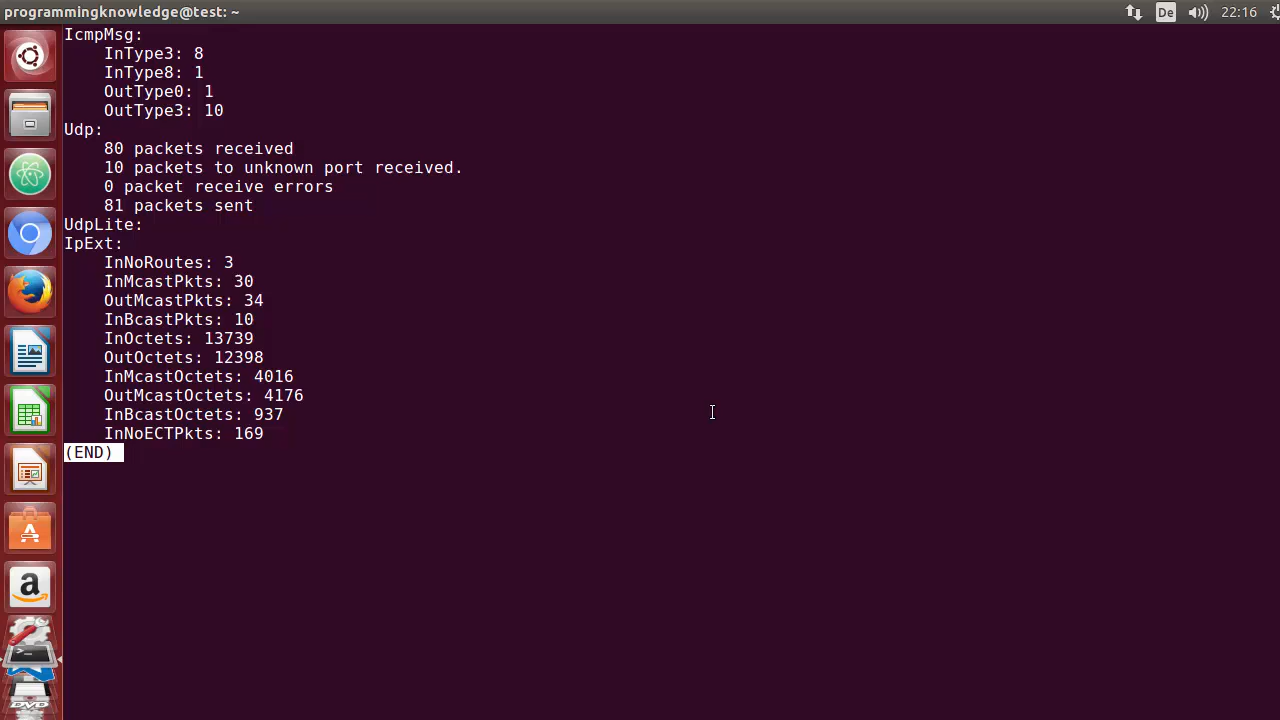 programmingknowledge@test: ~
De
22:16
IcmpMsg:
InType3: 8
InType8: 1
OutType0: 1
OutType3: 10
Udp:
80 packets received
10 packets to unknown port received.
0 packet receive errors
81 packets sent
UdpLite:
IpExt:
InNoRoutes: 3
InMcastPkts: 30
OutMcastPkts: 34
InBcastPkts: 10
InOctets: 13739
OutOctets: 12398
InMcastOctets: 4016
OutMcastOctets: 4176
InBcastOctets: 937
InNoECTPkts: 169
(END)
DVD